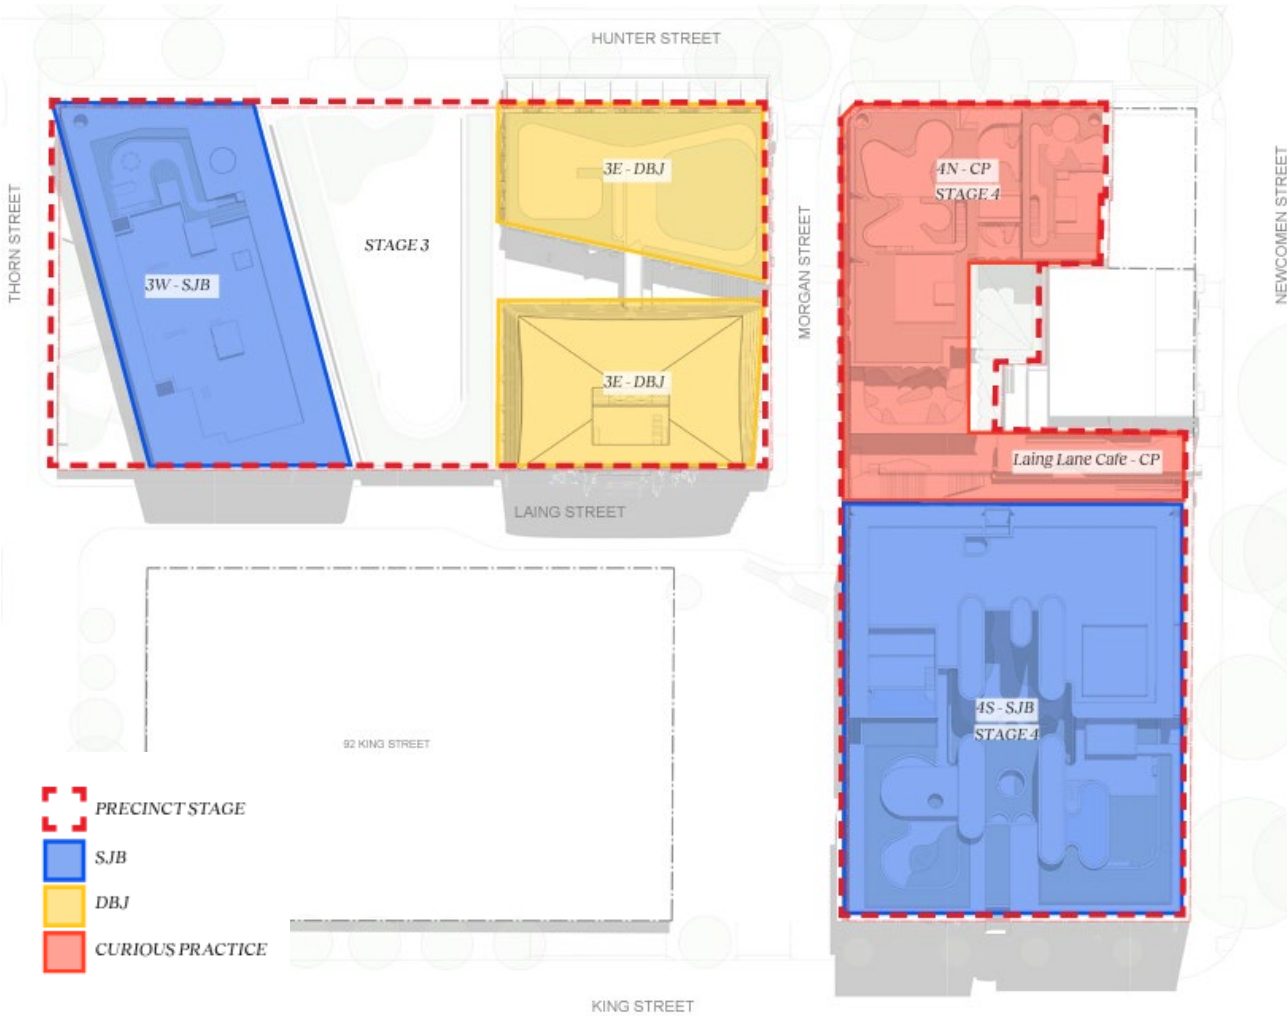 HUNTER STREET
3E - DBJ
4N - CP
STAGE 4
THORN STREET
STAGE 3
MORGAN STREET
NEWCOMEN STREET
3W - SJB
3E - DBJ
Laing Lane Cafe - CP
LAING STREET
4S - SJB
STAGE 4
92 KING STREET
PRECINCT STAGE
SJB
DBJ
CURIOUS PRACTICE
KING STREET